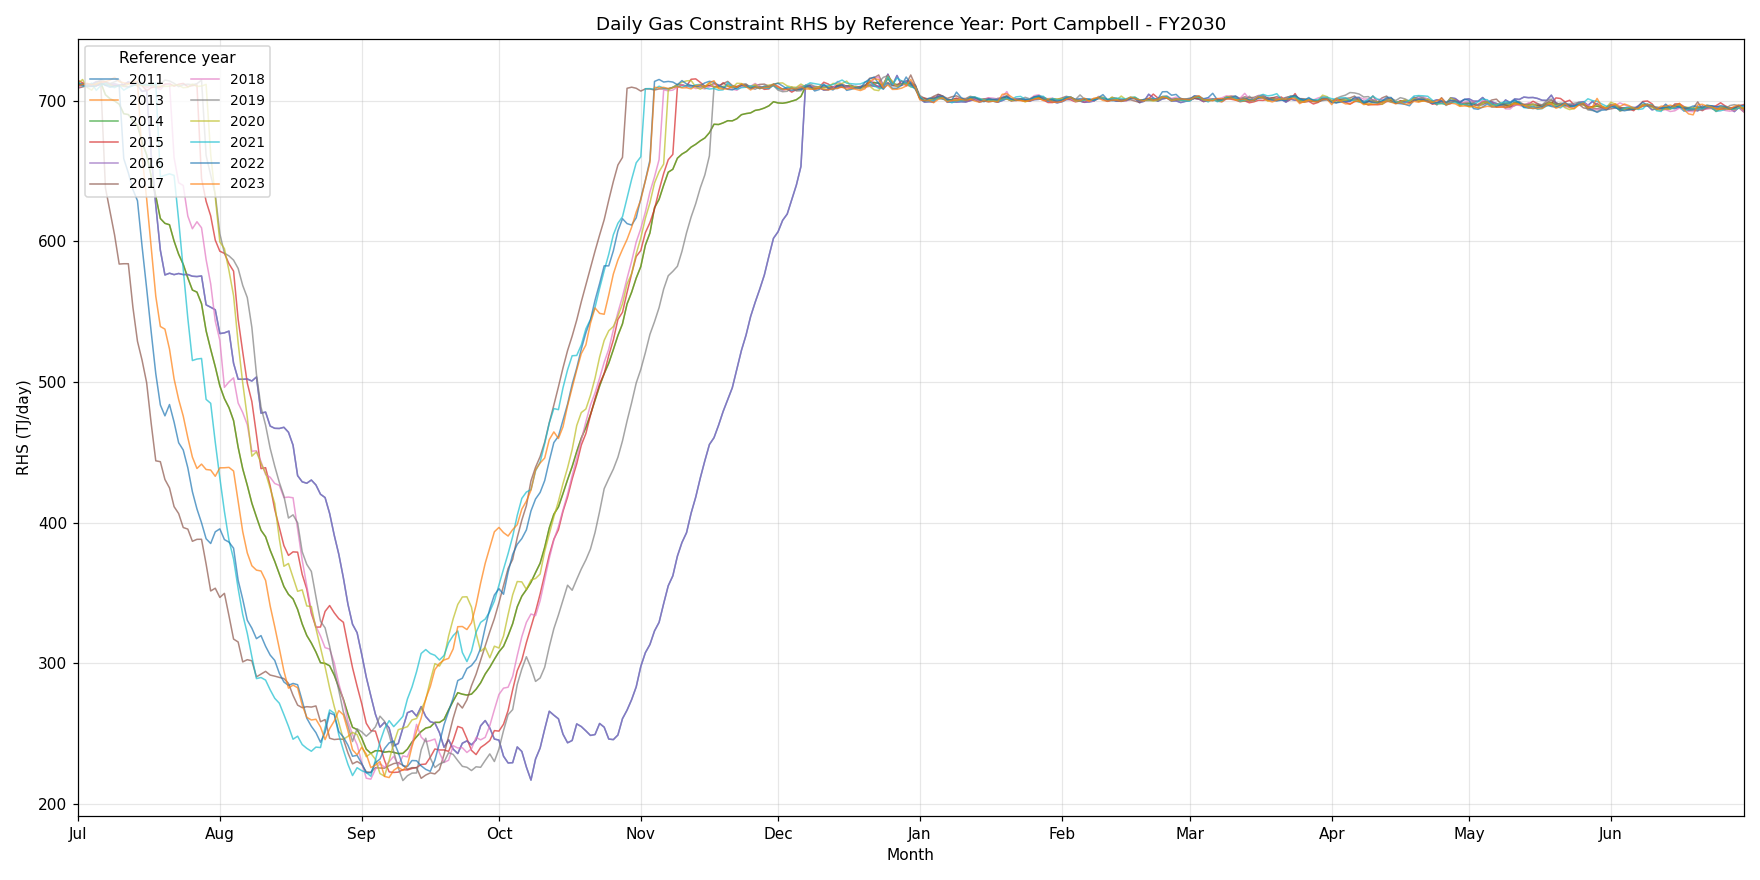 Daily Gas Constraint RHS by Reference Year: Port Campbell - FY2030
Reference year
2011 2018
2013 2019
2014 2020
2015 2021
2016 2022
2017 2023
RHS (TJ/day)
700
600
500
400
300
200
Jul Aug Sep Oct Nov Dec Jan Feb Mar Apr May Jun
Month